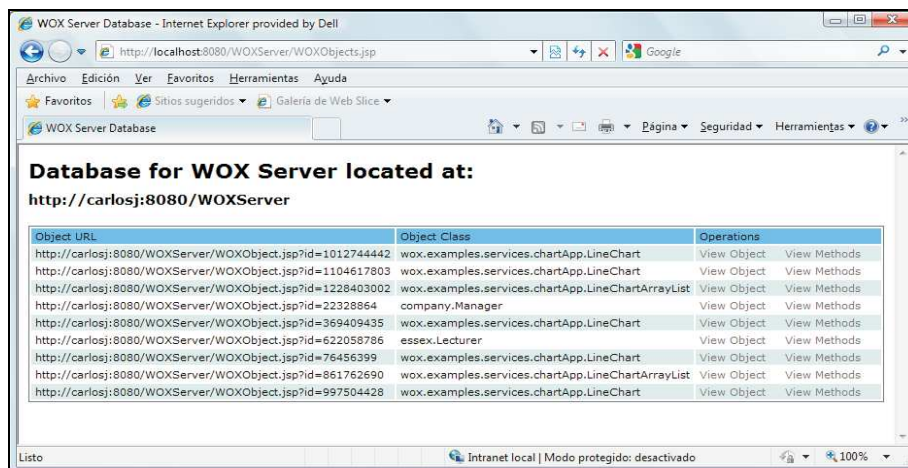 WOX Server Database - Internet Explorer provided by Dell
http://localhost:8080/WOXServer/WOXObjects.jsp
Google
Archivo Edición Ver Favoritos Herramientas Ayuda
Favoritos Sitios sugeridos Galería de Web Slice
WOX Server Database Página Seguridad Herramientas
Database for WOX Server located at:
http://carlosj:8080/WOXServer
Object URL Object Class Operations
http://carlosj:8080/WOXServer/WOXObject.jsp?id=1012744442 wox.examples.services.chartApp.LineChart View Object View Methods
http://carlosj:8080/WOXServer/WOXObject.jsp?id=1104617803 wox.examples.services.chartApp.LineChart View Object View Methods
http://carlosj:8080/WOXServer/WOXObject.jsp?id=1228403002 wox.examples.services.chartApp.LineChartArrayList View Object View Methods
http://carlosj:8080/WOXServer/WOXObject.jsp?id=22328864 company.Manager View Object View Methods
http://carlosj:8080/WOXServer/WOXObject.jsp?id=369409435 wox.examples.services.chartApp.LineChart View Object View Methods
http://carlosj:8080/WOXServer/WOXObject.jsp?id=622058786 essex.Lecturer View Object View Methods
http://carlosj:8080/WOXServer/WOXObject.jsp?id=76456399 wox.examples.services.chartApp.LineChart View Object View Methods
http://carlosj:8080/WOXServer/WOXObject.jsp?id=861762690 wox.examples.services.chartApp.LineChartArrayList View Object View Methods
http://carlosj:8080/WOXServer/WOXObject.jsp?id=997504428 wox.examples.services.chartApp.LineChart View Object View Methods
Listo Intranet local | Modo protegido: desactivado 100%